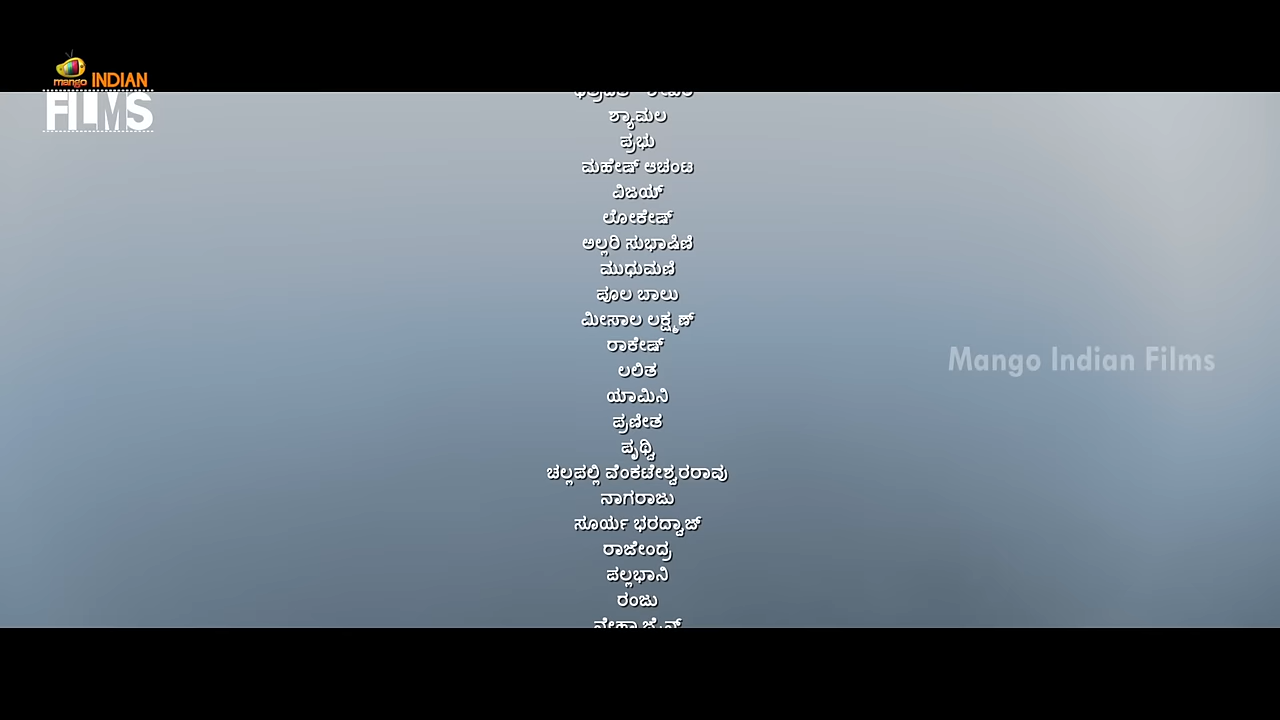 mango INDIAN
FILMS
ಶ್ಯಾಮಲ
ಪ್ರಭು
ಮಹೇಷ್ ಆಚಂಟ
ವಿಜಯ್
ಲೋಕೇಷ್
ಅಲ್ಲರಿ ಸುಭಾಷಿಣಿ
ಮುಧುಮಣಿ
ಪೂಲ ಬಾಲು
ಮೀಸಾಲ ಲಕ್ಷ್ಮಣ್
Mango Indian Films
ರಾಕೇಷ್
ಲಲಿತ
ಯಾಮಿನಿ
ಪ್ರಣೀತ
ಪೃಥ್ವಿ
ಚಲ್ಲಪಲ್ಲಿ ವೆಂಕಟೇಶ್ವರರಾವು
ನಾಗರಾಜು
ಸೂರ್ಯ ಭರದ್ವಾಜ್
ರಾಜೇಂದ್ರ
ಪಲ್ಲಭಾನಿ
ರಂಜು